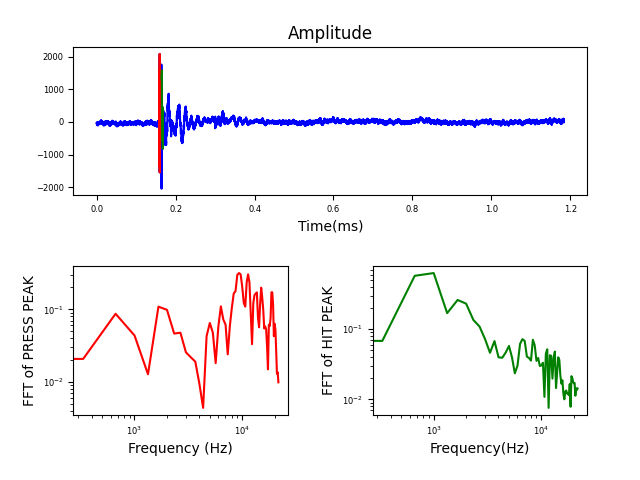 Amplitude
2000
1000
0
−1000
−2000
0.0 0.2 0.4 0.6 0.8 1.0 1.2
Time(ms)
FFT of PRESS PEAK
10⁻¹
10⁻²
10³ 10⁴
Frequency (Hz)
FFT of HIT PEAK
10⁻¹
10⁻²
10³ 10⁴
Frequency(Hz)